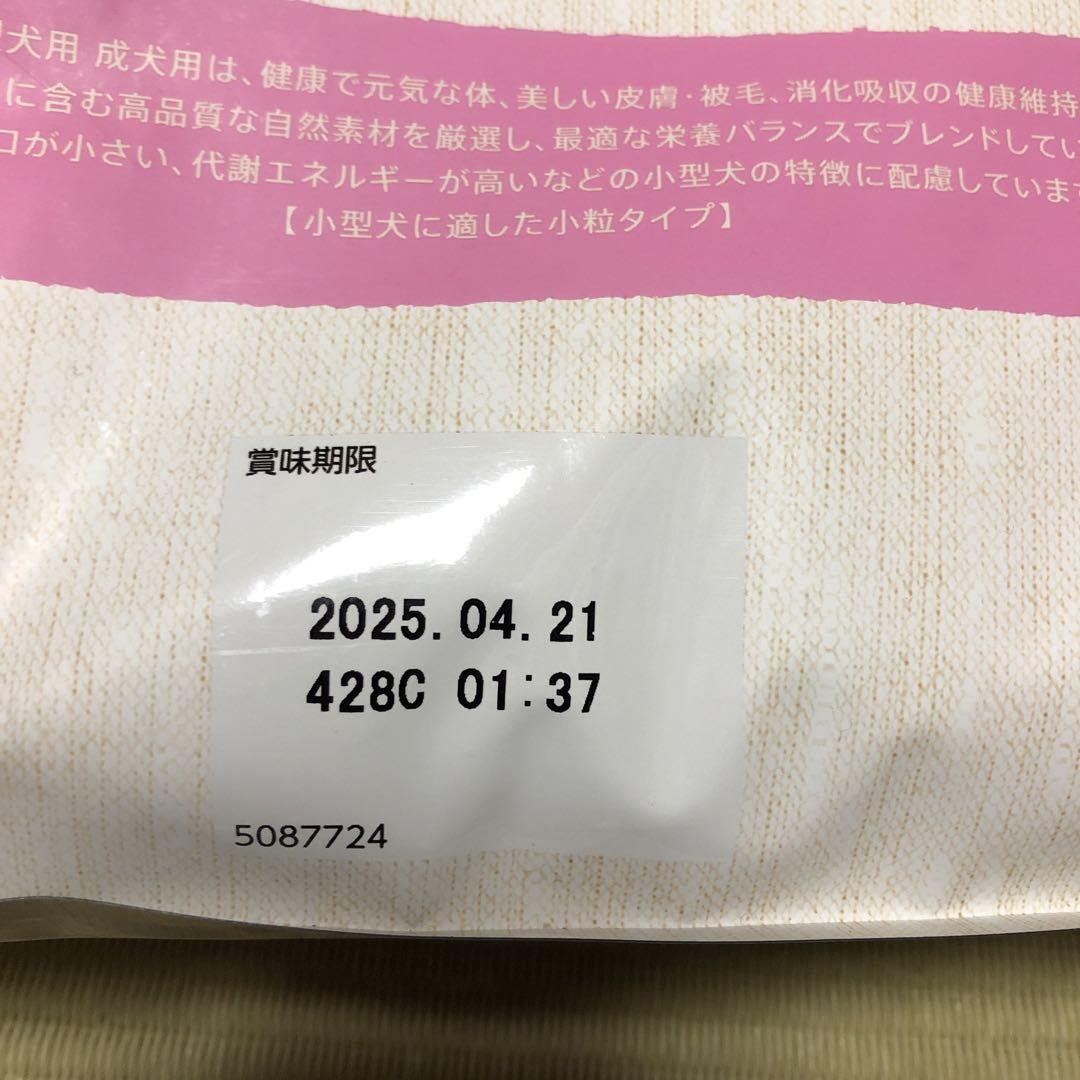 犬用 成犬用は、健康で元気な体、美しい皮膚・被毛、消化吸収の健康維持
に含む高品質な自然素材を厳選し、最適な栄養バランスでブレンドしてい
口が小さい、代謝エネルギーが高いなどの小型犬の特徴に配慮しています
【小型犬に適した小粒タイプ】
賞味期限
2025.04.21
428C 01:37
5087724